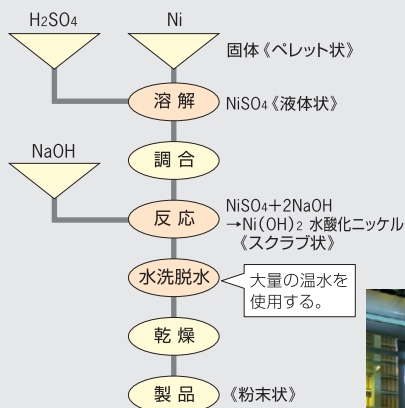 H2SO4
Ni
固体《ペレット状》
溶解
NiSO4《液体状》
NaOH
調合
反応
NiSO4+2NaOH
→Ni(OH)2 水酸化ニッケル
《スクラブ状》
水洗脱水
大量の温水を
使用する。
乾燥
製品
《粉末状》